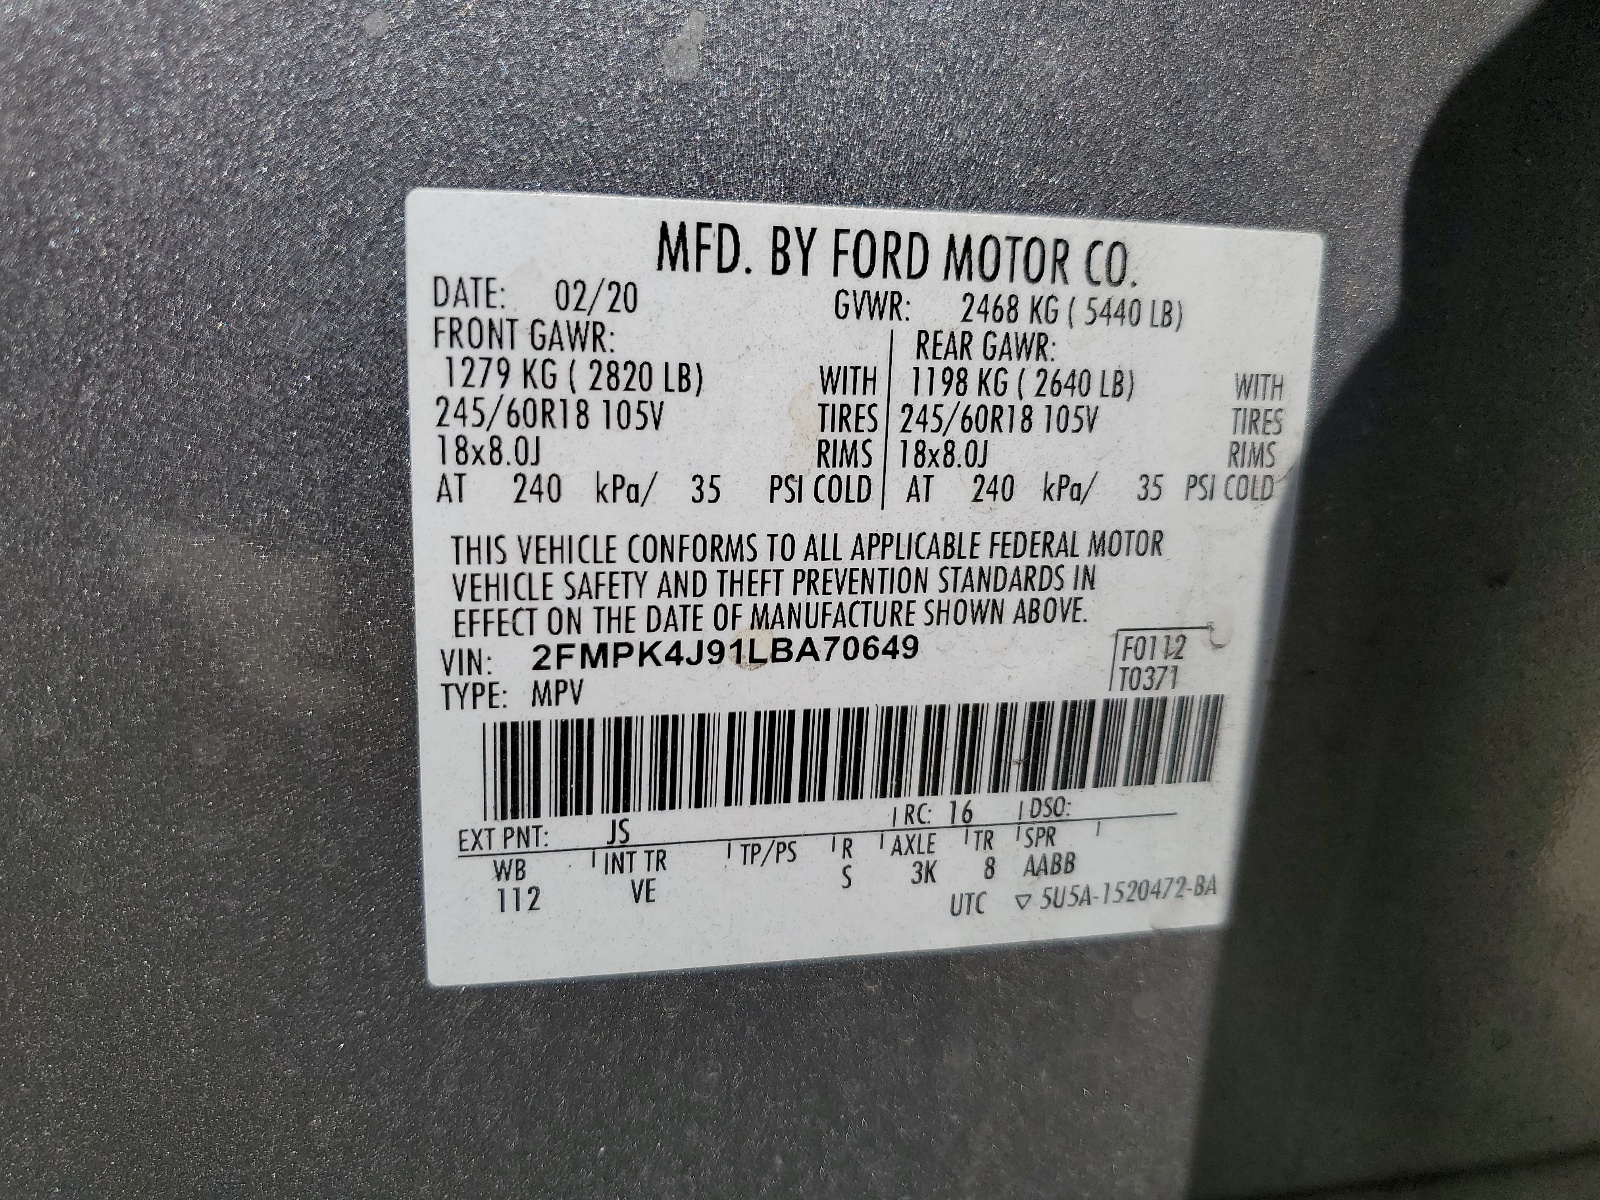 MFD. BY FORD MOTOR CO.
DATE: 02/20 GVWR: 2468 KG ( 5440 LB)
FRONT GAWR: REAR GAWR:
1279 KG ( 2820 LB) WITH 1198 KG ( 2640 LB) WITH
245/60R18 105V TIRES 245/60R18 105V TIRES
18x8.0J RIMS 18x8.0J RIMS
AT 240 kPa/ 35 PSI COLD AT 240 kPa/ 35 PSI COLD
THIS VEHICLE CONFORMS TO ALL APPLICABLE FEDERAL MOTOR
VEHICLE SAFETY AND THEFT PREVENTION STANDARDS IN
EFFECT ON THE DATE OF MANUFACTURE SHOWN ABOVE.
VIN: 2FMPK4J91LBA70649 F0112
TYPE: MPV T0371
EXT PNT: JS RC: 16 DSO:
WB INT TR TP/PS R AXLE TR SPR
112 VE S 3K 8 AABB
UTC ▽ 5U5A-1520472-BA